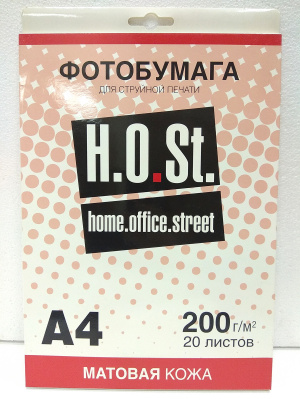 ФОТОБУМАГА
ДЛЯ СТРУЙНОЙ ПЕЧАТИ
H.O.St.
home.office.street
A4
200 г/м²
20 листов
МАТОВАЯ КОЖА